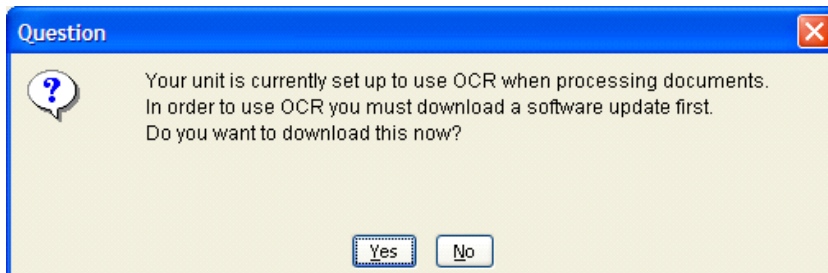 Question
Your unit is currently set up to use OCR when processing documents.
In order to use OCR you must download a software update first.
Do you want to download this now?
Yes No